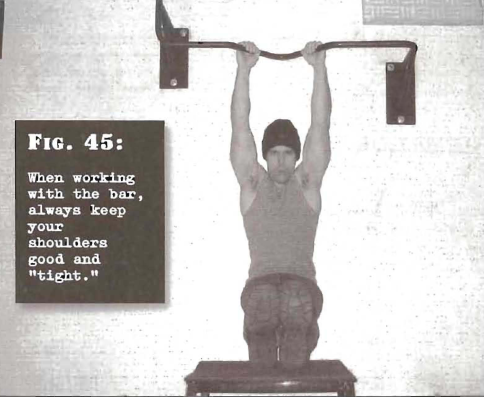 FIG. 45:
When working
with the bar,
always keep
your
shoulders
good and
"tight."